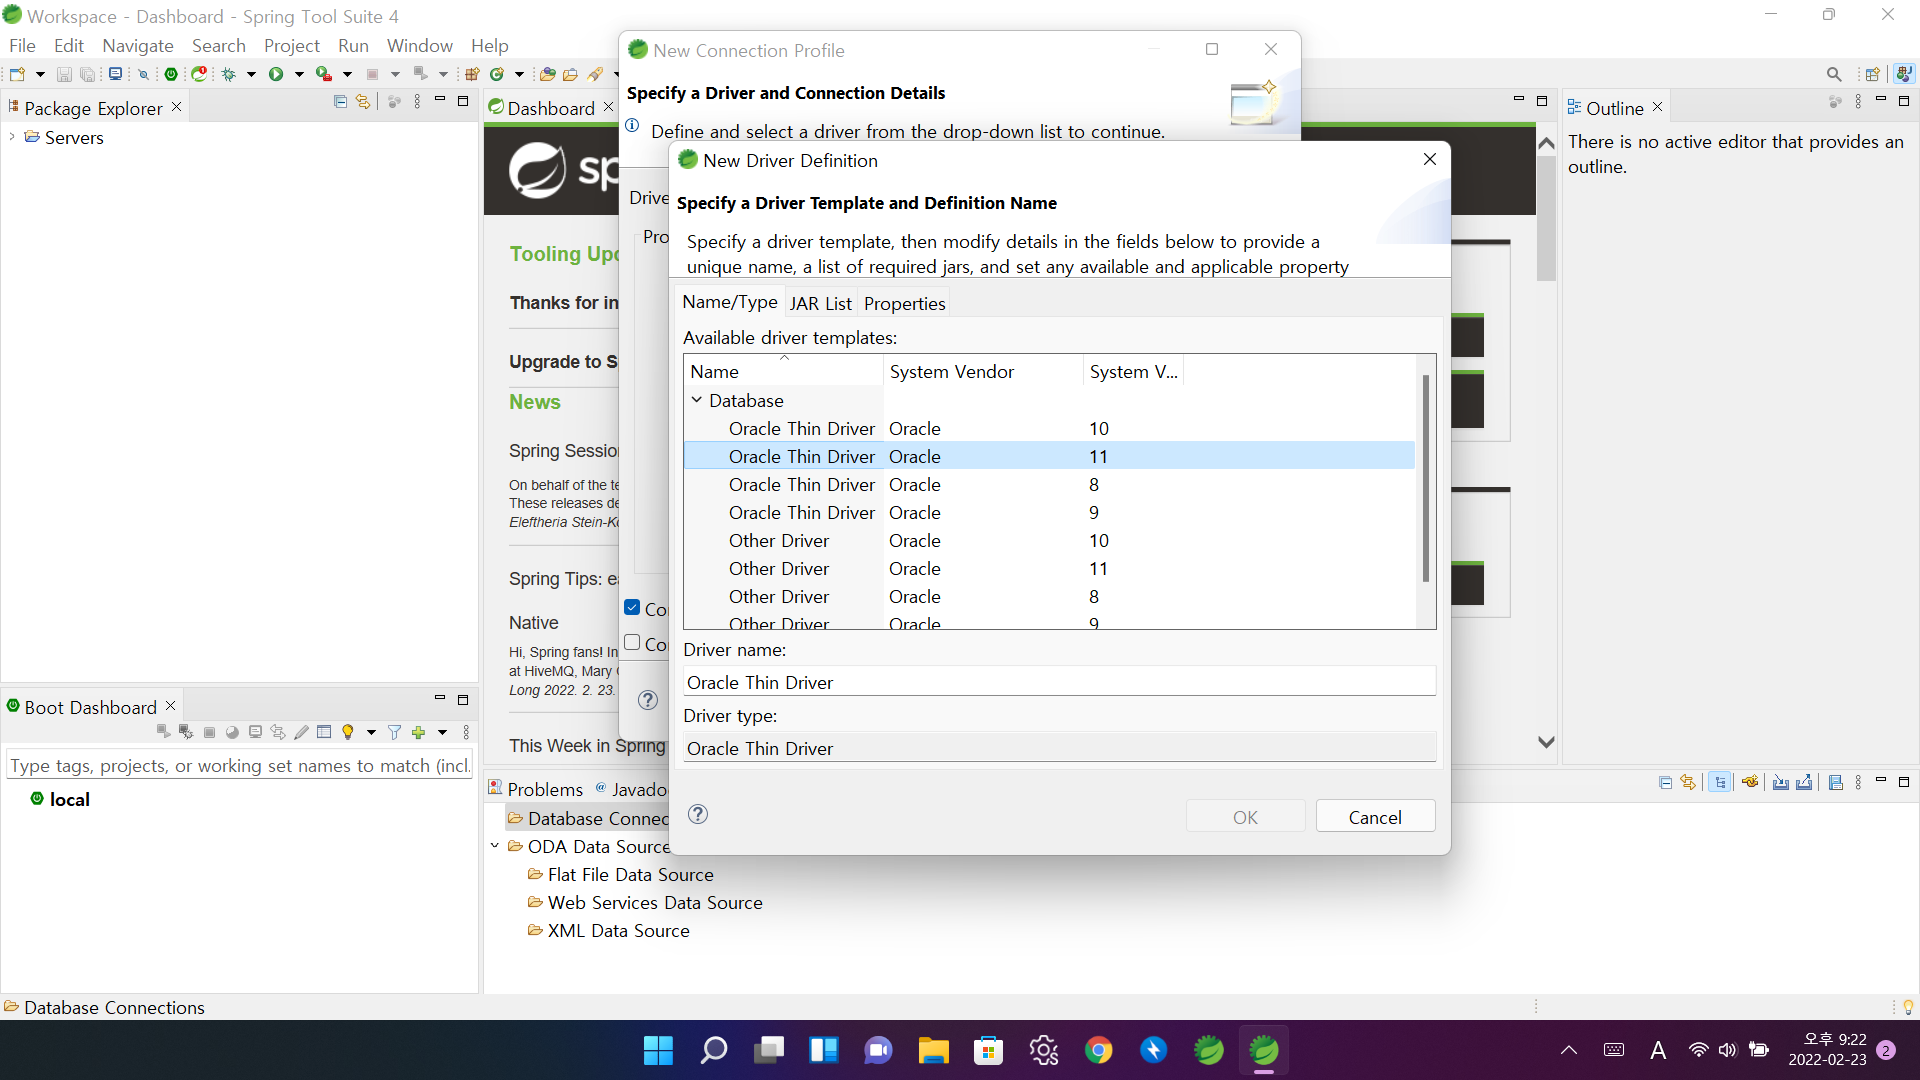 Workspace - Dashboard - Spring Tool Suite 4
File Edit Navigate Search Project Run Window Help
Package Explorer
Servers
Dashboard
Tooling Upd
Thanks for in
Upgrade to S
News
Spring Sessio
On behalf of the te
These releases de
Eleftheria Stein-Ko
Spring Tips: ea
Native
Hi, Spring fans! In
at HiveMQ, Mary
Long 2022. 2. 23.
This Week in Spring
New Connection Profile
Specify a Driver and Connection Details
Define and select a driver from the drop-down list to continue.
Drive
Pro
Co
Co
New Driver Definition
Specify a Driver Template and Definition Name
Specify a driver template, then modify details in the fields below to provide a
unique name, a list of required jars, and set any available and applicable property
Name/Type JAR List Properties
Available driver templates:
Name System Vendor System V...
Database
Oracle Thin Driver Oracle 10
Oracle Thin Driver Oracle 11
Oracle Thin Driver Oracle 8
Oracle Thin Driver Oracle 9
Other Driver Oracle 10
Other Driver Oracle 11
Other Driver Oracle 8
Other Driver Oracle 9
Driver name:
Oracle Thin Driver
Driver type:
Oracle Thin Driver
OK Cancel
Outline
There is no active editor that provides an
outline.
Boot Dashboard
Type tags, projects, or working set names to match (incl.
local
Problems @ Javado
Database Connec
ODA Data Source
Flat File Data Source
Web Services Data Source
XML Data Source
Database Connections
A
오후 9:22
2022-02-23
2